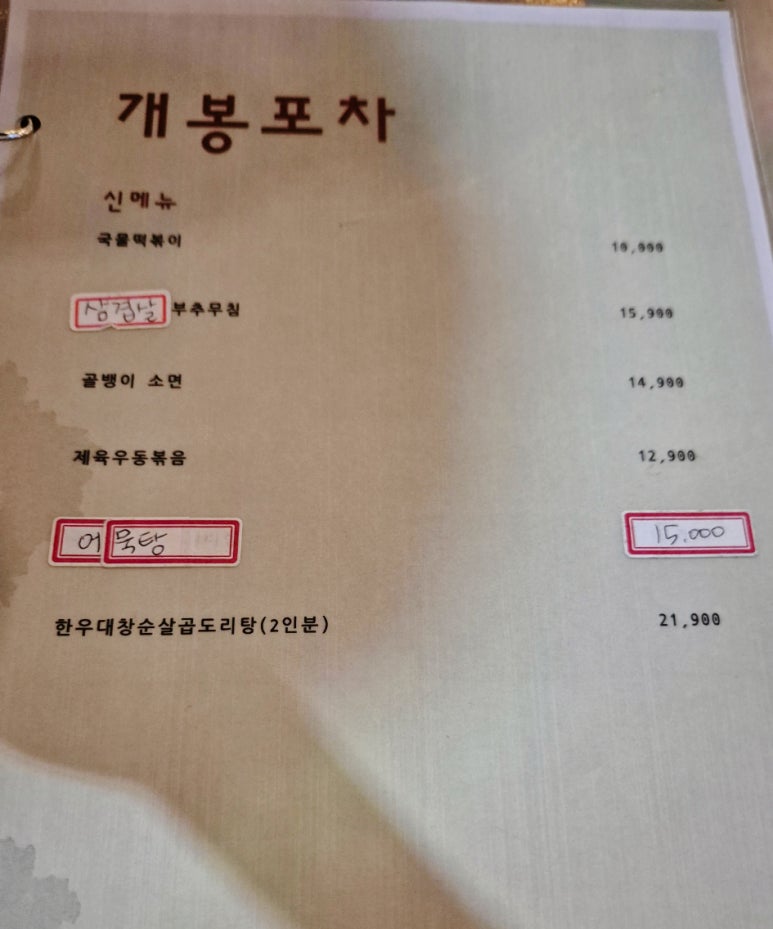 개봉포차
신메뉴
국물떡볶이 10,000
삼겹살 부추무침 15,900
골뱅이 소면 14,900
제육우동볶음 12,900
어묵탕 15.000
한우대창순살곱도리탕(2인분) 21,900